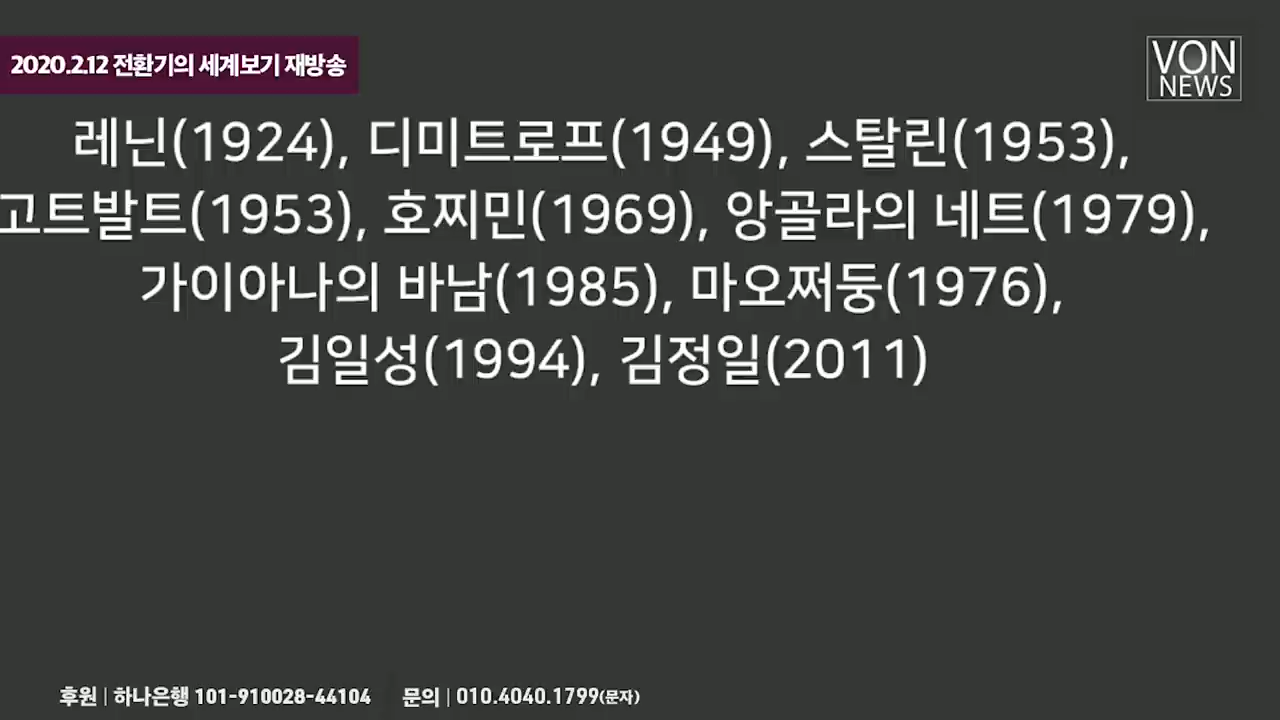 2020.2.12 전환기의 세계보기 재방송
VON
NEWS
레닌(1924), 디미트로프(1949), 스탈린(1953),
고트발트(1953), 호찌민(1969), 앙골라의 네트(1979),
가이아나의 바남(1985), 마오쩌둥(1976),
김일성(1994), 김정일(2011)
후원 | 하나은행 101-910028-44104 문의 | 010.4040.1799(문자)